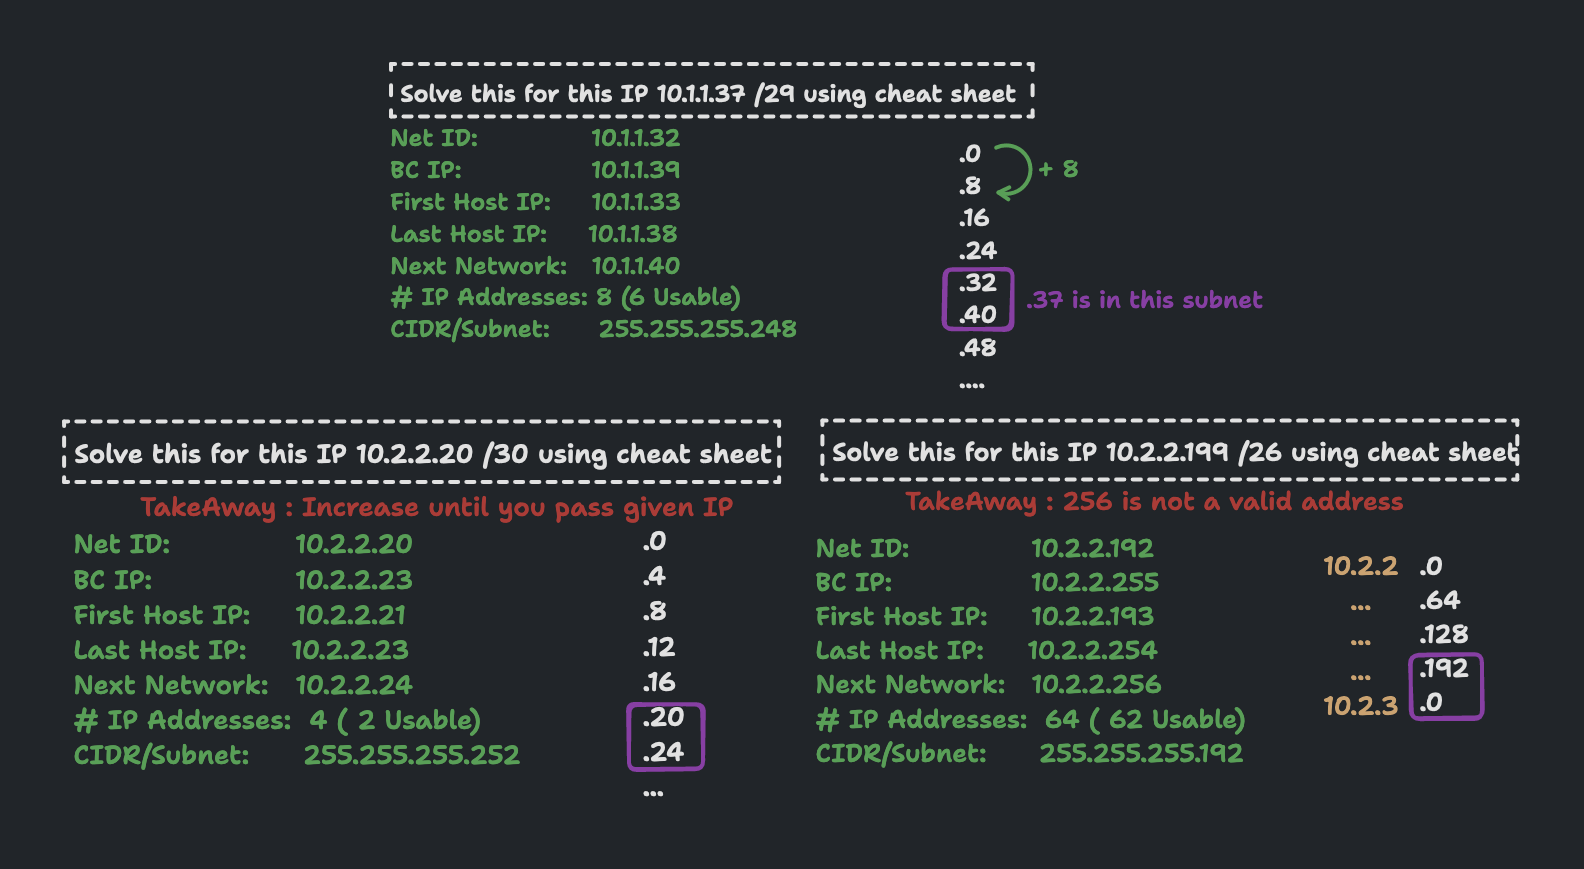 Solve this for this IP 10.1.1.37 /29 using cheat sheet
Net ID: 10.1.1.32
BC IP: 10.1.1.39
First Host IP: 10.1.1.33
Last Host IP: 10.1.1.38
Next Network: 10.1.1.40
# IP Addresses: 8 (6 Usable)
CIDR/Subnet: 255.255.255.248
.0
+ 8
.8
.16
.24
.32
.37 is in this subnet
.40
.48
....
Solve this for this IP 10.2.2.20 /30 using cheat sheet
TakeAway : Increase until you pass given IP
Net ID: 10.2.2.20
BC IP: 10.2.2.23
First Host IP: 10.2.2.21
Last Host IP: 10.2.2.23
Next Network: 10.2.2.24
# IP Addresses: 4 ( 2 Usable)
CIDR/Subnet: 255.255.255.252
.0
.4
.8
.12
.16
.20
.24
...
Solve this for this IP 10.2.2.199 /26 using cheat sheet
TakeAway : 256 is not a valid address
Net ID: 10.2.2.192
BC IP: 10.2.2.255
First Host IP: 10.2.2.193
Last Host IP: 10.2.2.254
Next Network: 10.2.2.256
# IP Addresses: 64 ( 62 Usable)
CIDR/Subnet: 255.255.255.192
10.2.2 .0
... .64
... .128
... .192
10.2.3 .0